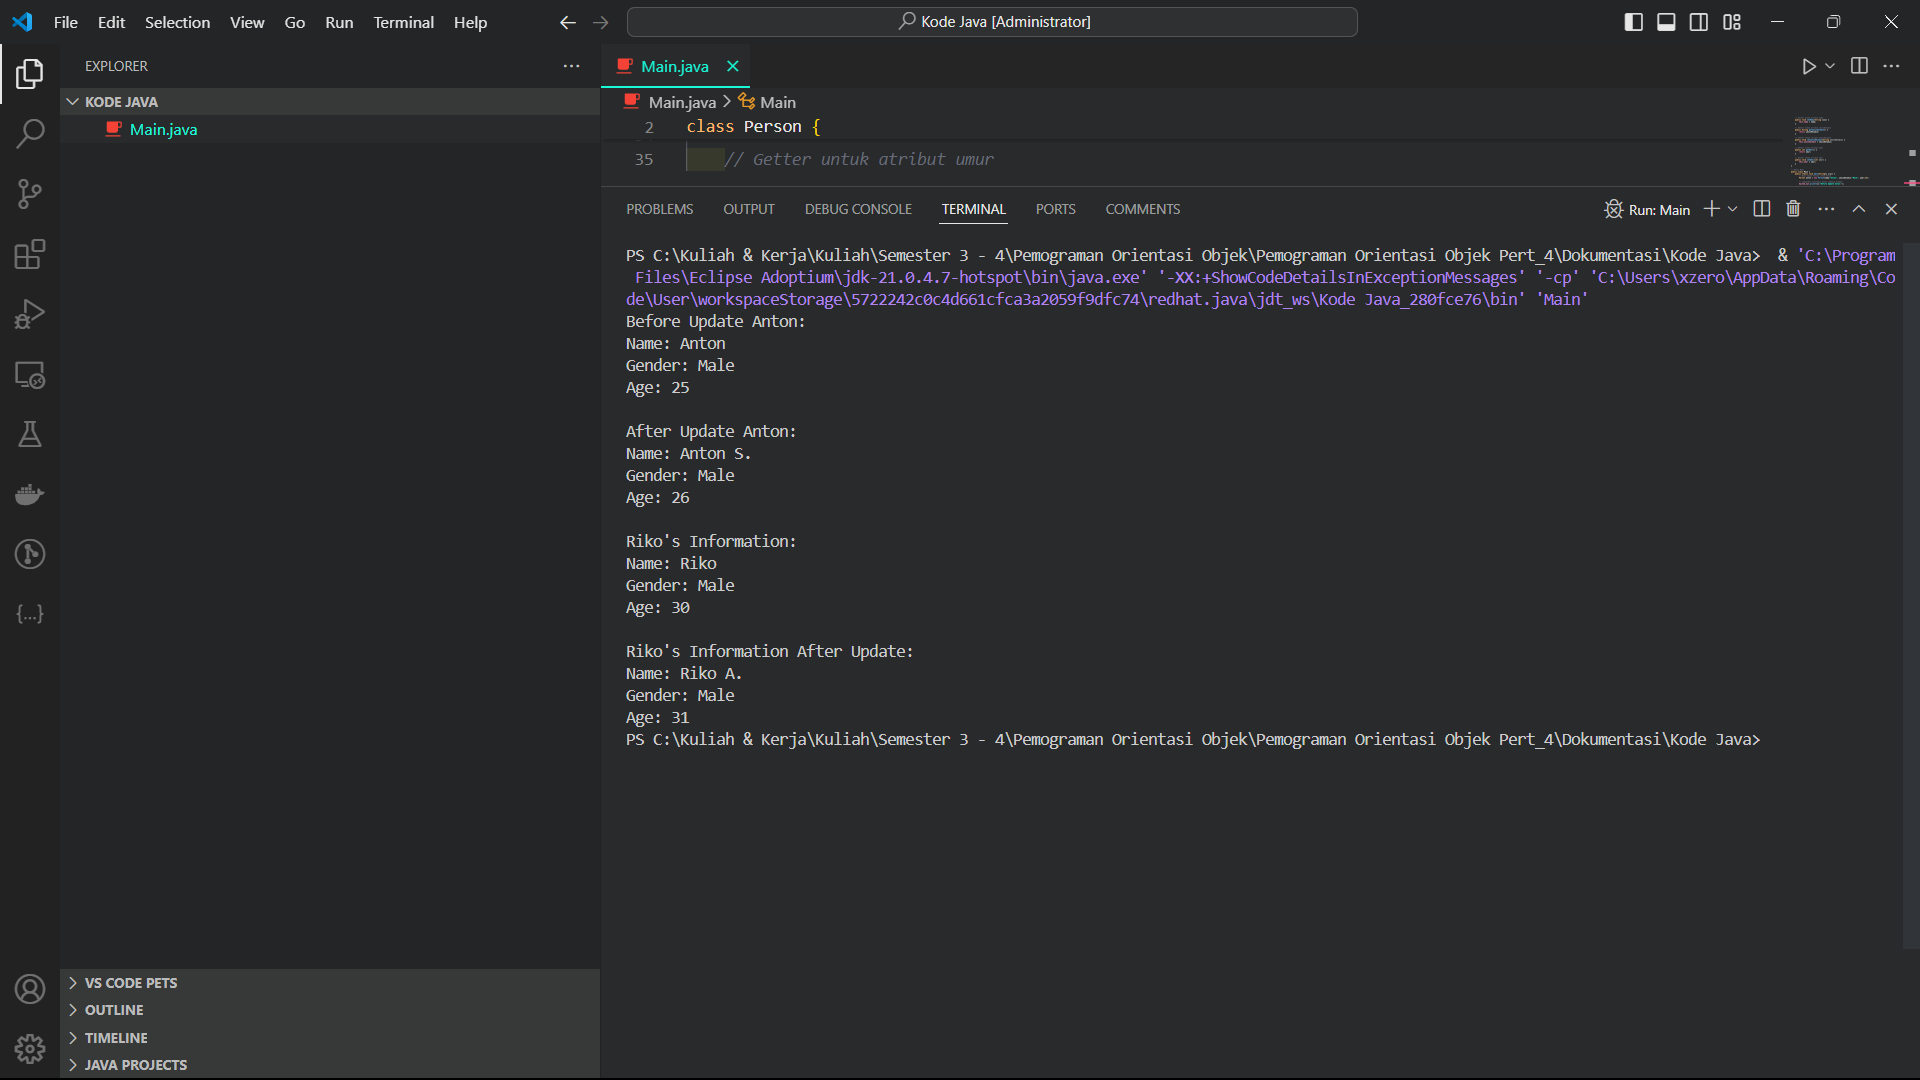 File Edit Selection View Go Run Terminal Help
Kode Java [Administrator]
EXPLORER
KODE JAVA
Main.java
VS CODE PETS
OUTLINE
TIMELINE
JAVA PROJECTS
Main.java
Main.java > Main
2 class Person {
35 // Getter untuk atribut umur
PROBLEMS OUTPUT DEBUG CONSOLE TERMINAL PORTS COMMENTS
Run: Main
PS C:\Kuliah & Kerja\Kuliah\Semester 3 - 4\Pemograman Orientasi Objek\Pemograman Orientasi Objek Pert_4\Dokumentasi\Kode Java>  & 'C:\Program
 Files\Eclipse Adoptium\jdk-21.0.4.7-hotspot\bin\java.exe' '-XX:+ShowCodeDetailsInExceptionMessages' '-cp' 'C:\Users\xzero\AppData\Roaming\Co
de\User\workspaceStorage\5722242c0c4d661cfca3a2059f9dfc74\redhat.java\jdt_ws\Kode Java_280fce76\bin' 'Main'
Before Update Anton:
Name: Anton
Gender: Male
Age: 25
After Update Anton:
Name: Anton S.
Gender: Male
Age: 26
Riko's Information:
Name: Riko
Gender: Male
Age: 30
Riko's Information After Update:
Name: Riko A.
Gender: Male
Age: 31
PS C:\Kuliah & Kerja\Kuliah\Semester 3 - 4\Pemograman Orientasi Objek\Pemograman Orientasi Objek Pert_4\Dokumentasi\Kode Java>